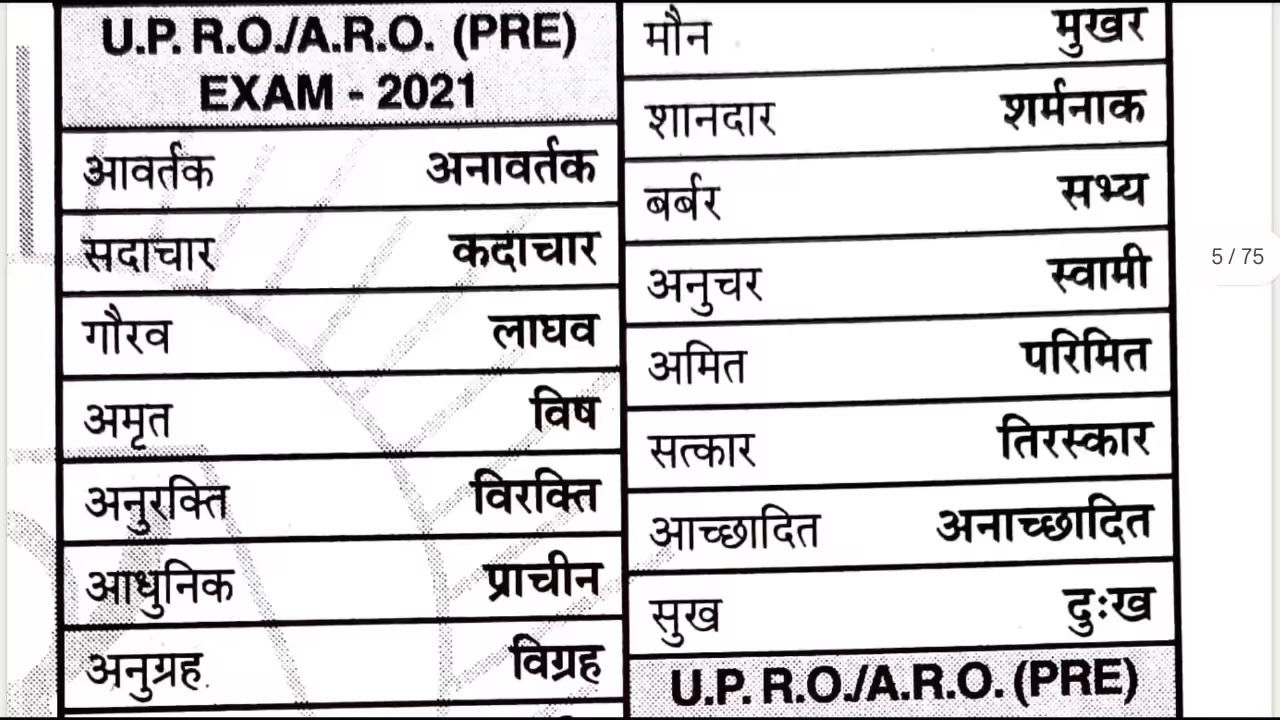 U.P. R.O./A.R.O. (PRE)
EXAM - 2021
आवर्तक अनावर्तक
सदाचार कदाचार
गौरव लाघव
अमृत विष
अनुरक्ति विरक्ति
आधुनिक प्राचीन
अनुग्रह विग्रह
मौन मुखर
शानदार शर्मनाक
बर्बर सभ्य
अनुचर स्वामी
अमित परिमित
सत्कार तिरस्कार
आच्छादित अनाच्छादित
सुख दुःख
U.P. R.O./A.R.O. (PRE)
5 / 75